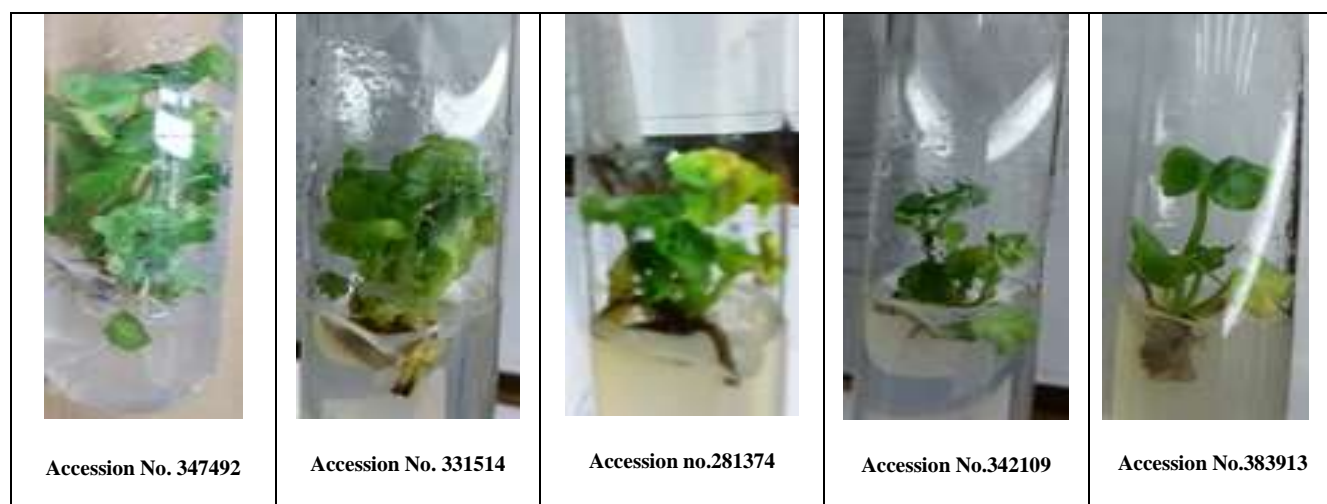 Accession No. 347492
Accession No. 331514
Accession no.281374
Accession No.342109
Accession No.383913